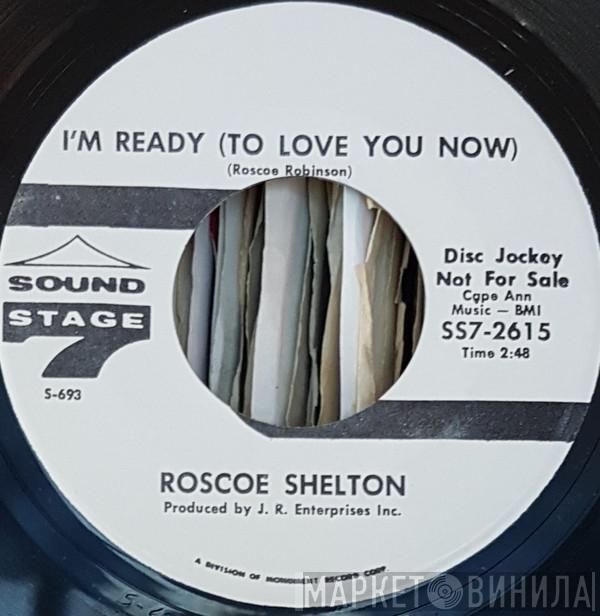 I'M READY (TO LOVE YOU NOW)
(Roscoe Robinson)
SOUND
STAGE
7
S-693
Disc Jockey
Not For Sale
Cape Ann
Music — BMI
SS7-2615
Time 2:48
ROSCOE SHELTON
Produced by J. R. Enterprises Inc.
A DIVISION OF MONUMENT RECORD CORP.
МАРКЕТ ВИНИЛА